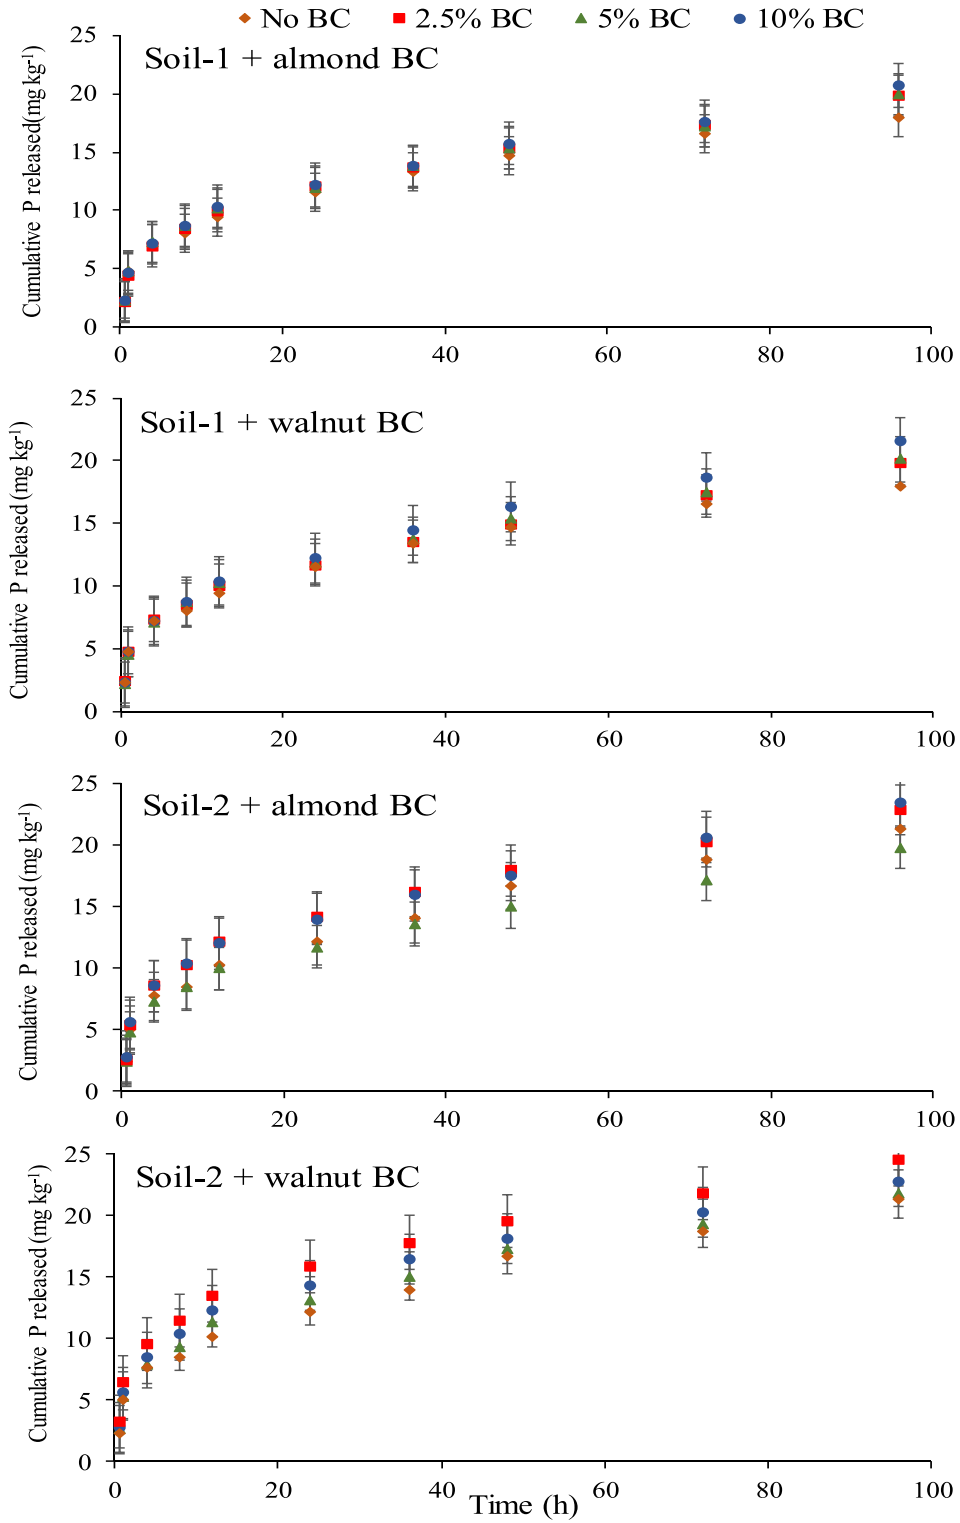 No BC 2.5% BC 5% BC 10% BC
Soil-1 + almond BC
Cumulative P released(mg kg-1)
25
20
15
10
5
0
0 20 40 60 80 100
Soil-1 + walnut BC
Cumulative P released (mg kg-1)
25
20
15
10
5
0
0 20 40 60 80 100
Soil-2 + almond BC
Cumulative P released (mg kg-1)
25
20
15
10
5
0
0 20 40 60 80 100
Soil-2 + walnut BC
Cumulative P released (mg kg-1)
25
20
15
10
5
0
0 20 40 60 80 100
Time (h)